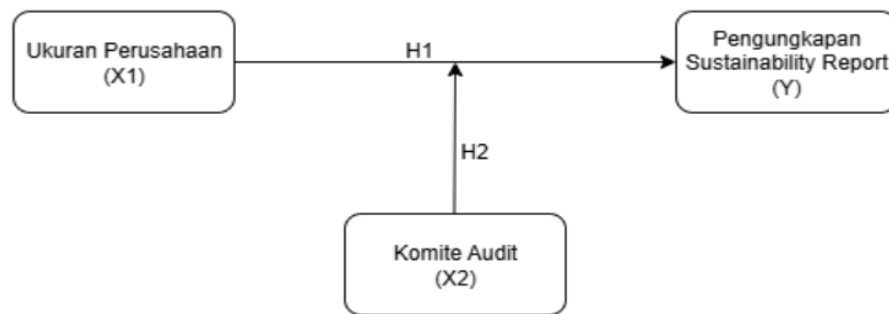 Ukuran Perusahaan
(X1)
H1
Pengungkapan
Sustainability Report
(Y)
H2
Komite Audit
(X2)